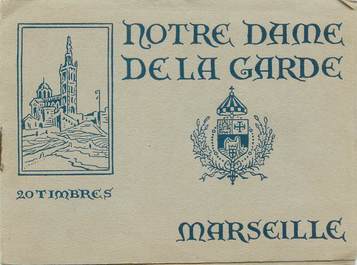 NOTRE DAME
DE LA GARDE
20 TIMBRES
MARSEILLE